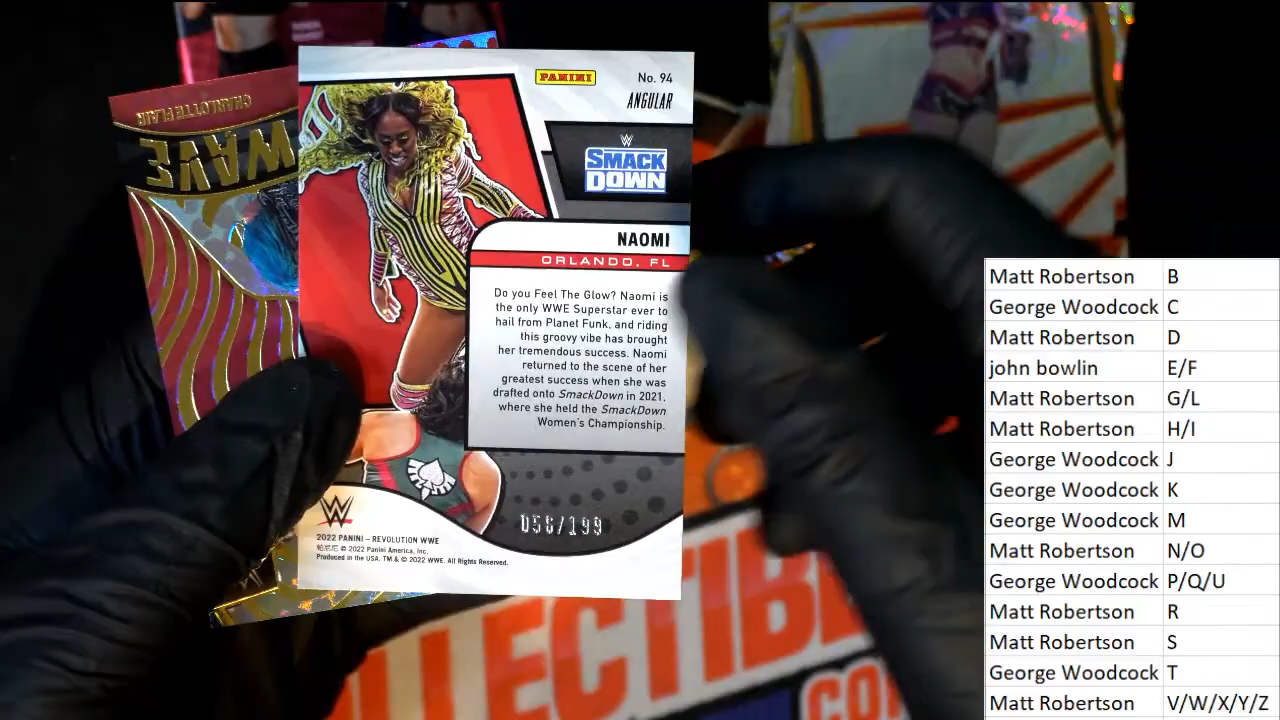 PANINI
No. 94
ANGULAR
W
SMACK
DOWN
NAOMI
ORLANDO, FL
Do you Feel The Glow? Naomi is
the only WWE Superstar ever to
hail from Planet Funk, and riding
this groovy vibe has brought
her tremendous success. Naomi
returned to the scene of her
greatest success when she was
drafted onto SmackDown in 2021,
where she held the SmackDown
Women's Championship.
056/199
W
2022 PANINI – REVOLUTION WWE
帕尼尼 © 2022 Panini America, Inc.
Produced in the USA. TM & © 2022 WWE. All Rights Reserved.
CHARLOTTE FLAIR
WAVE
LLECTIBL
CO
Matt Robertson B
George Woodcock C
Matt Robertson D
john bowlin E/F
Matt Robertson G/L
Matt Robertson H/I
George Woodcock J
George Woodcock K
George Woodcock M
Matt Robertson N/O
George Woodcock P/Q/U
Matt Robertson R
Matt Robertson S
George Woodcock T
Matt Robertson V/W/X/Y/Z